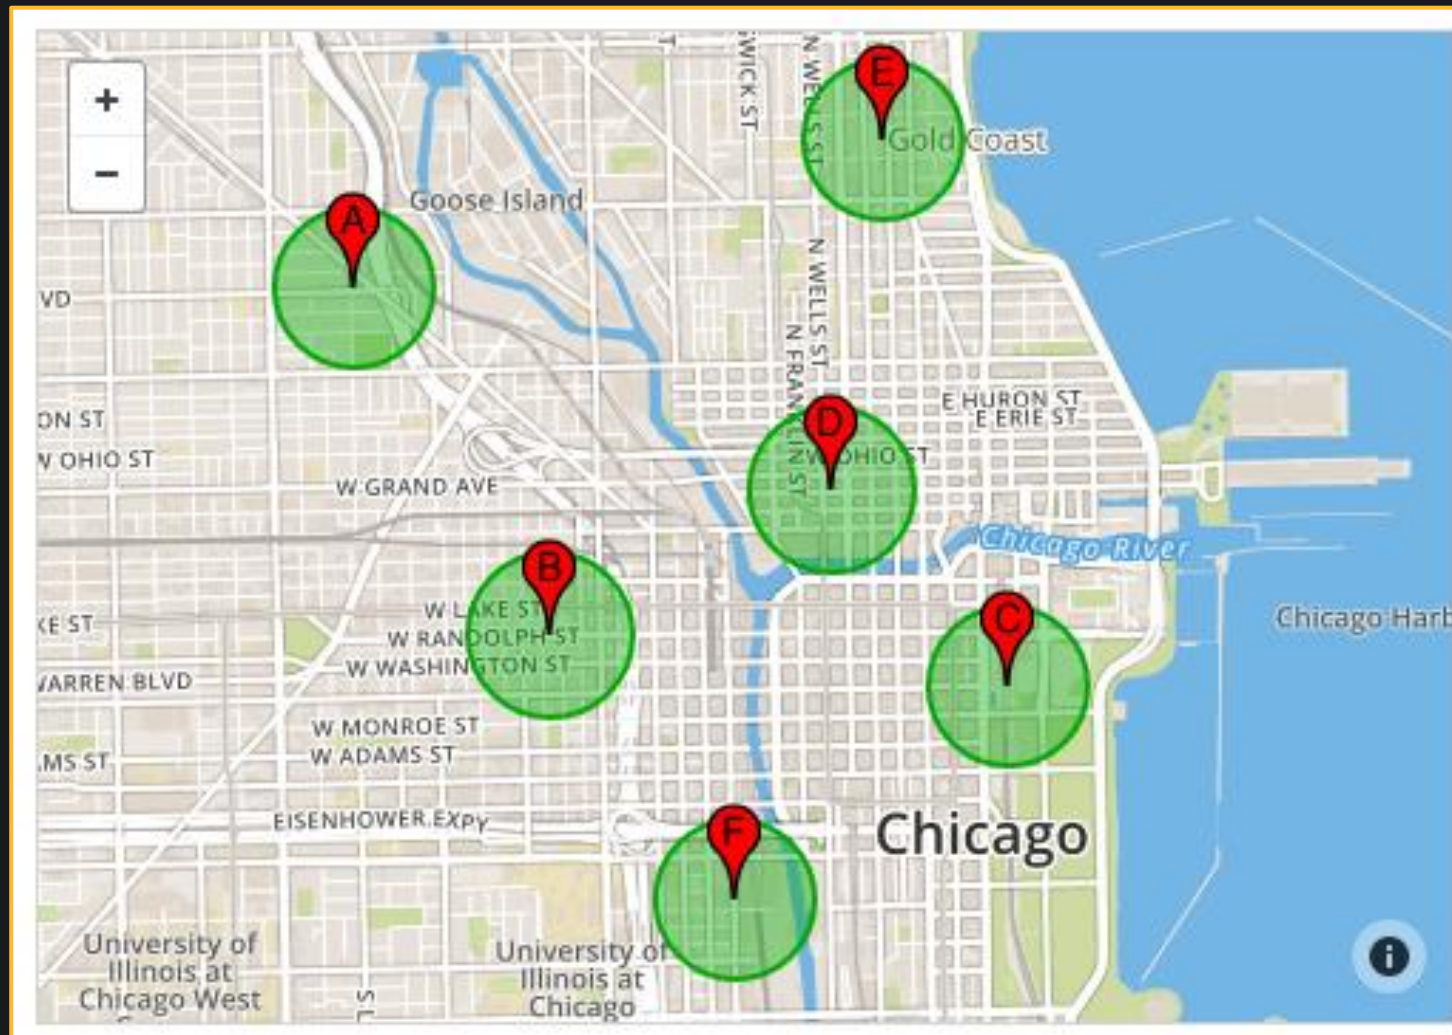 +
−
E
Gold Coast
WICK ST
N WELLS ST
Goose Island
A
VD
N WELLS ST
N FRANKLIN ST
E HURON ST
E ERIE ST
ON ST
D
W OHIO ST
W OHIO ST
W GRAND AVE
Chicago River
B
W LAKE ST
KE ST
W RANDOLPH ST
W WASHINGTON ST
C
Chicago Harb
WARREN BLVD
W MONROE ST
W ADAMS ST
MS ST
EISENHOWER EXPY
F
Chicago
University of
Illinois at
Chicago West
University of
Illinois at
Chicago
S L
i